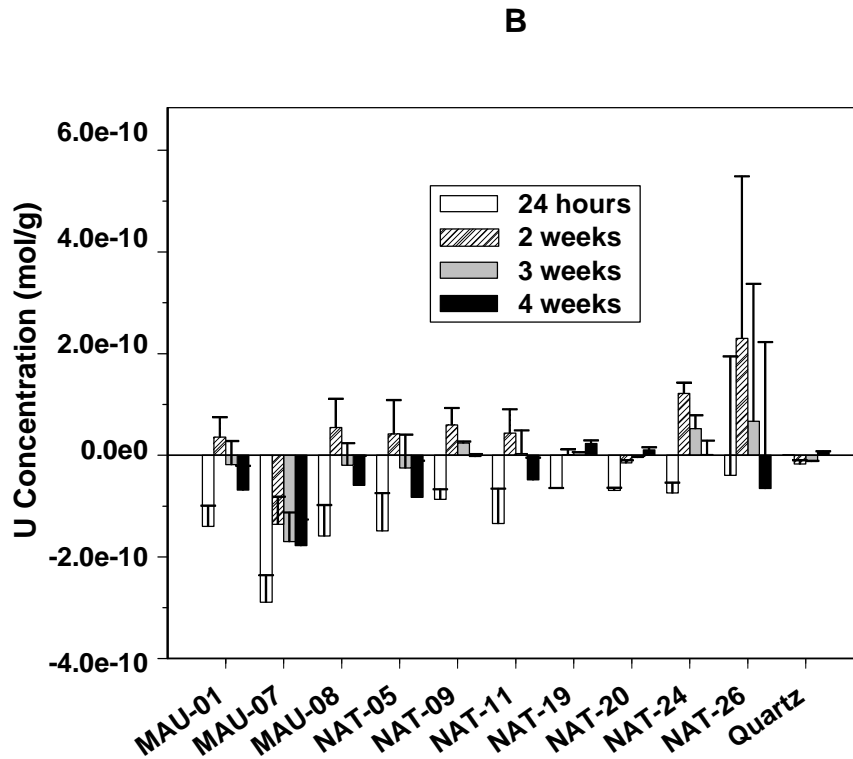 B
U Concentration (mol/g)
6.0e-10
4.0e-10
2.0e-10
0.0e0
-2.0e-10
-4.0e-10
24 hours
2 weeks
3 weeks
4 weeks
MAU-01
MAU-07
MAU-08
NAT-05
NAT-09
NAT-11
NAT-19
NAT-20
NAT-24
NAT-26
Quartz